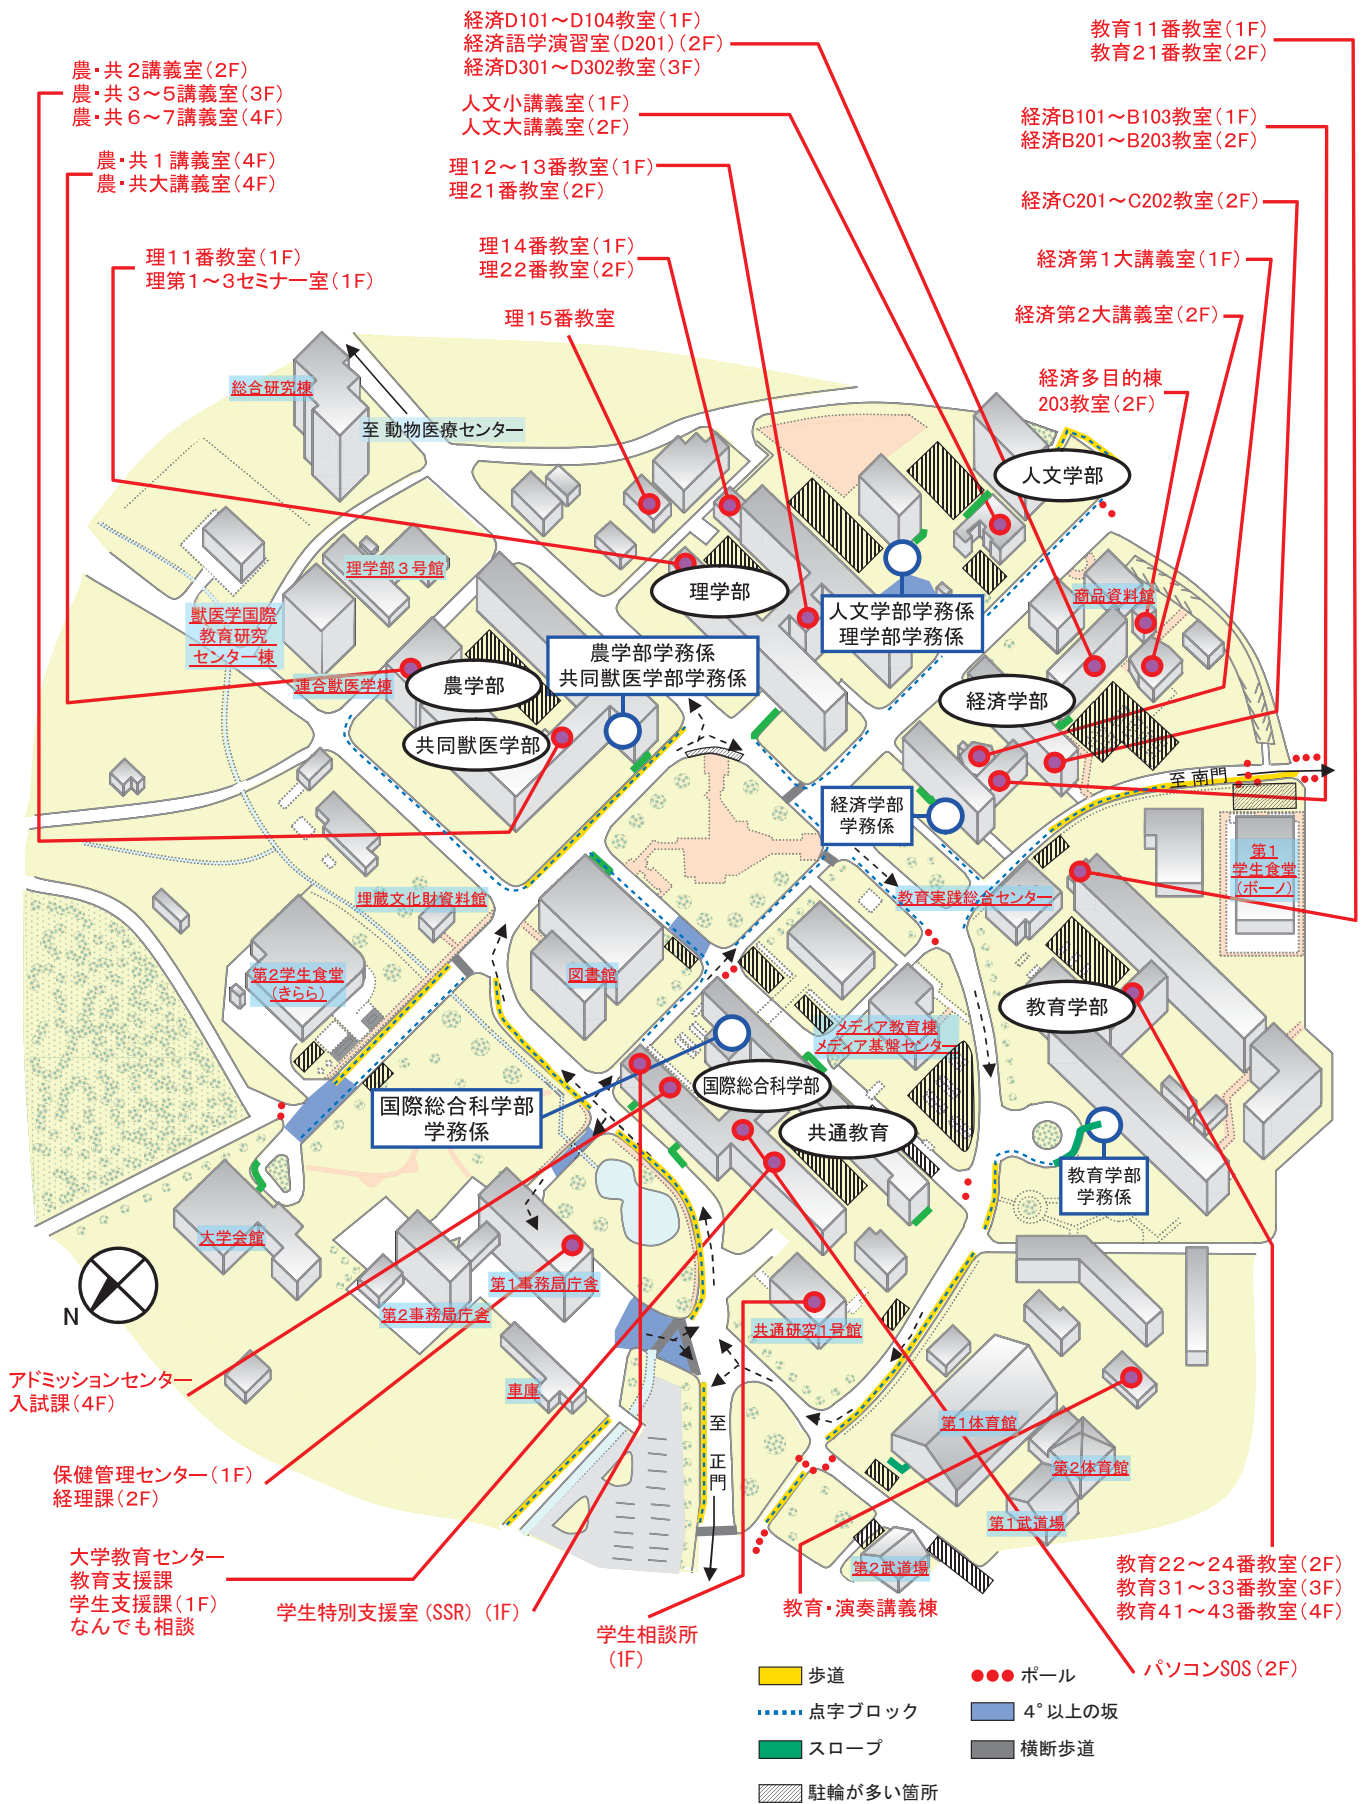 経済D101～D104教室(1F)
経済語学演習室(D201)(2F)
経済D301～D302教室(3F)
教育11番教室(1F)
教育21番教室(2F)
農・共2講義室(2F)
農・共3～5講義室(3F)
農・共6～7講義室(4F)
人文小講義室(1F)
人文大講義室(2F)
経済B101～B103教室(1F)
経済B201～B203教室(2F)
農・共1講義室(4F)
農・共大講義室(4F)
理12～13番教室(1F)
理21番教室(2F)
経済C201～C202教室(2F)
理11番教室(1F)
理第1～3セミナー室(1F)
理14番教室(1F)
理22番教室(2F)
経済第1大講義室(1F)
理15番教室
経済第2大講義室(2F)
経済多目的棟
203教室(2F)
総合研究棟
至 動物医療センター
人文学部
理学部3号館
理学部
商品資料館
獣医学国際
教育研究
センター棟
人文学部学務係
理学部学務係
農学部学務係
共同獣医学部学務係
連合獣医学棟
農学部
経済学部
共同獣医学部
至 南門
経済学部
学務係
第1
学生食堂
(ボーノ)
埋蔵文化財資料館
教育実践総合センター
第2学生食堂
(きらら)
図書館
教育学部
メディア教育棟
メディア基盤センター
国際総合科学部
国際総合科学部
学務係
共通教育
教育学部
学務係
大学会館
第1事務局庁舎
第2事務局庁舎
N
共通研究1号館
アドミッションセンター
入試課(4F)
車庫
至
正
門
第1体育館
第2体育館
保健管理センター(1F)
経理課(2F)
第1武道場
大学教育センター
教育支援課
学生支援課(1F)
なんでも相談
第2武道場
教育22～24番教室(2F)
教育31～33番教室(3F)
教育41～43番教室(4F)
学生特別支援室(SSR)(1F)
教育・演奏講義棟
学生相談所
(1F)
パソコンSOS(2F)
歩道
ポール
点字ブロック
4°以上の坂
スロープ
横断歩道
駐輪が多い箇所